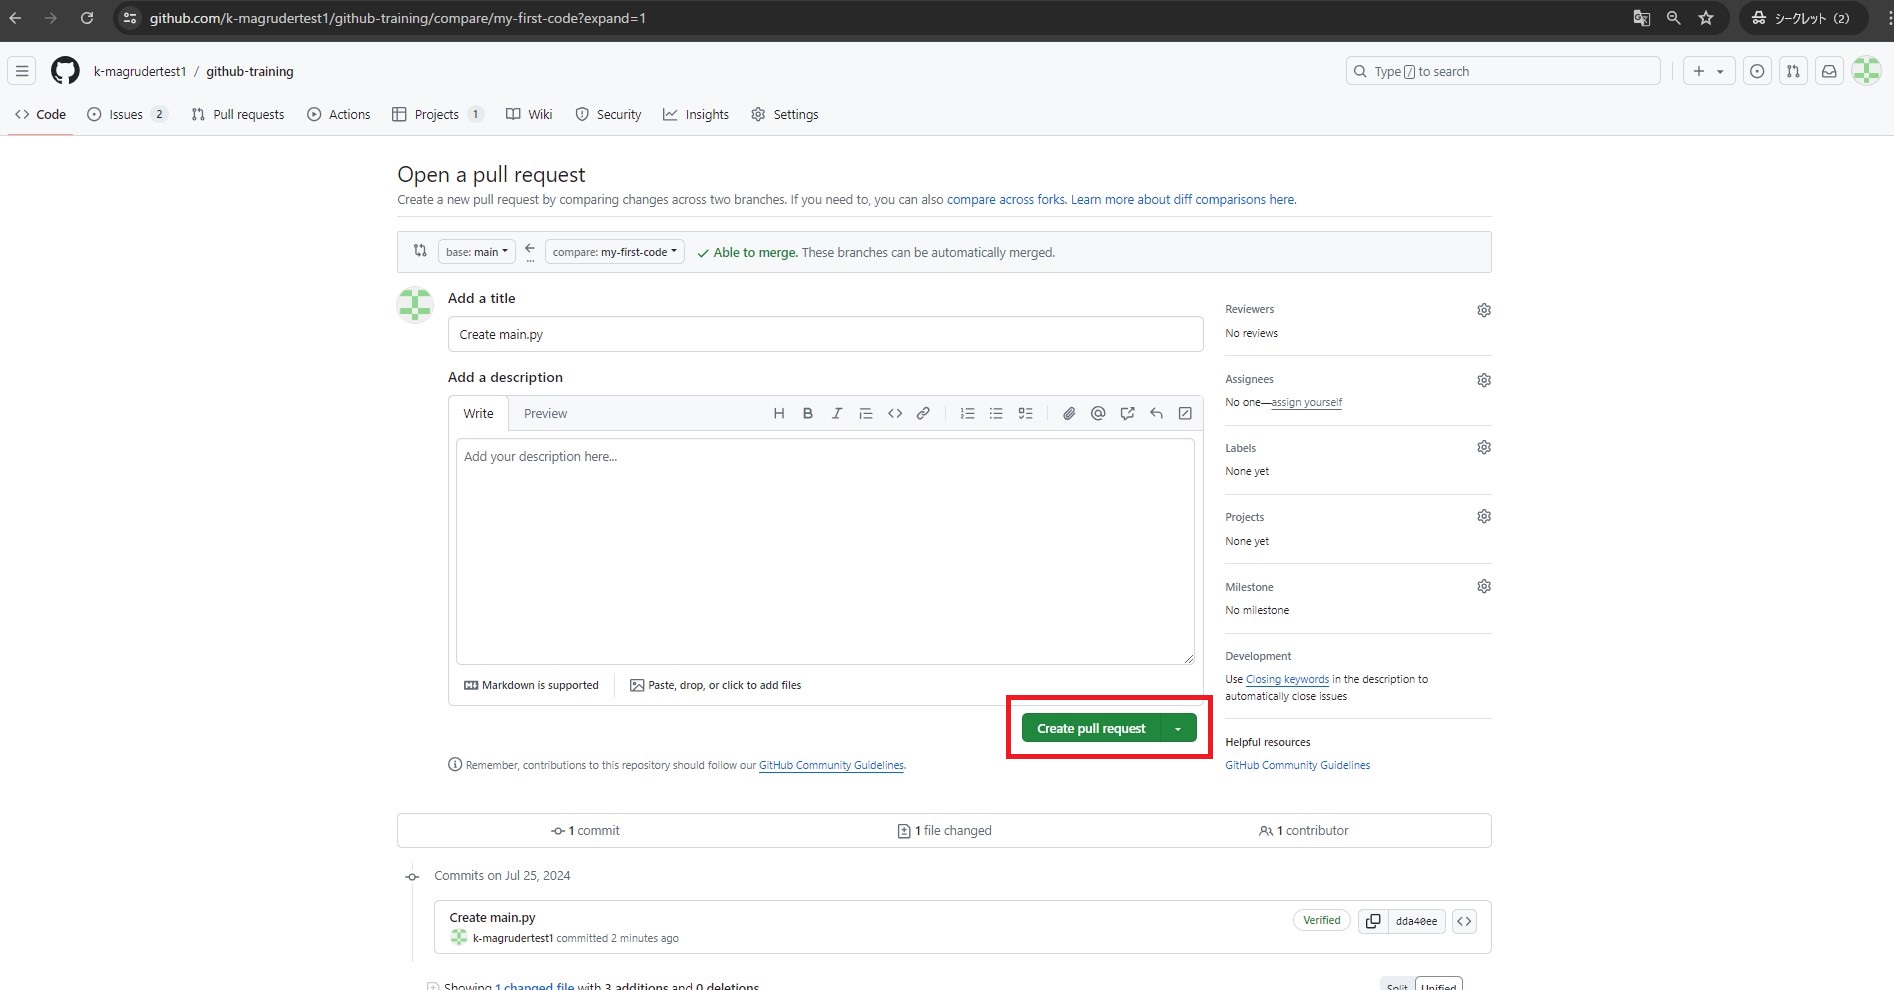 github.com/k-magrudertest1/github-training/compare/my-first-code?expand=1
シークレット (2)
k-magrudertest1 / github-training
Type / to search
Code Issues 2 Pull requests Actions Projects 1 Wiki Security Insights Settings
Open a pull request
Create a new pull request by comparing changes across two branches. If you need to, you can also compare across forks. Learn more about diff comparisons here.
base: main ← ... compare: my-first-code ✓ Able to merge. These branches can be automatically merged.
Add a title
Create main.py
Add a description
Write Preview
Add your description here...
Markdown is supported
Paste, drop, or click to add files
Create pull request
Remember, contributions to this repository should follow our GitHub Community Guidelines.
Reviewers
No reviews
Assignees
No one—assign yourself
Labels
None yet
Projects
None yet
Milestone
No milestone
Development
Use Closing keywords in the description to
automatically close issues
Helpful resources
GitHub Community Guidelines
1 commit 1 file changed 1 contributor
Commits on Jul 25, 2024
Create main.py
k-magrudertest1 committed 2 minutes ago
Verified dda40ee
Showing 1 changed file with 3 additions and 0 deletions.
Split Unified